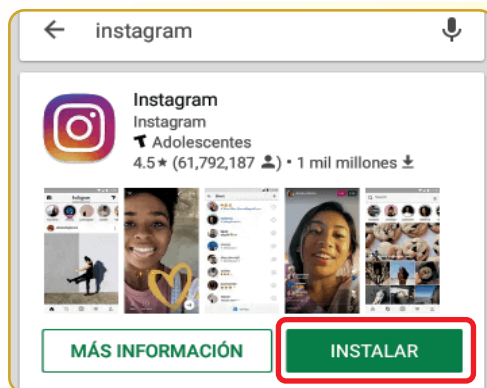 instagram
Instagram
Instagram
Adolescentes
4.5★ (61,792,187 👤) • 1 mil millones ⬇
MÁS INFORMACIÓN
INSTALAR